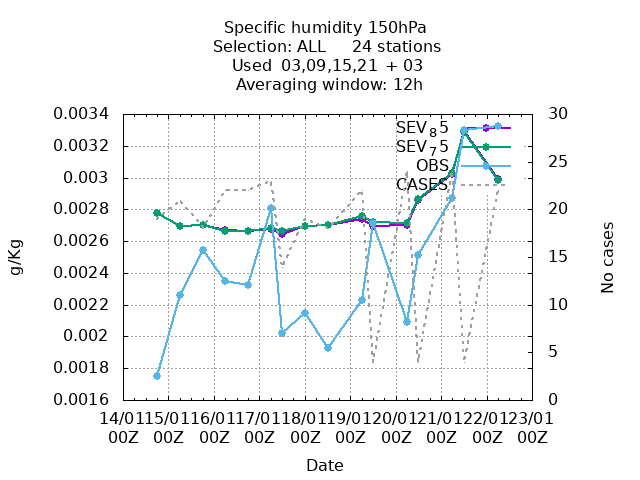 Specific humidity 150hPa
Selection: ALL 24 stations
Used 03,09,15,21 + 03
Averaging window: 12h
0.0034
0.0032
0.003
0.0028
0.0026
0.0024
0.0022
0.002
0.0018
0.0016
g/Kg
30
25
20
15
10
5
0
No cases
SEV85
SEV75
OBS
CASES
14/01 15/01 16/01 17/01 18/01 19/01 20/01 21/01 22/01 23/01
00Z 00Z 00Z 00Z 00Z 00Z 00Z 00Z 00Z 00Z
Date